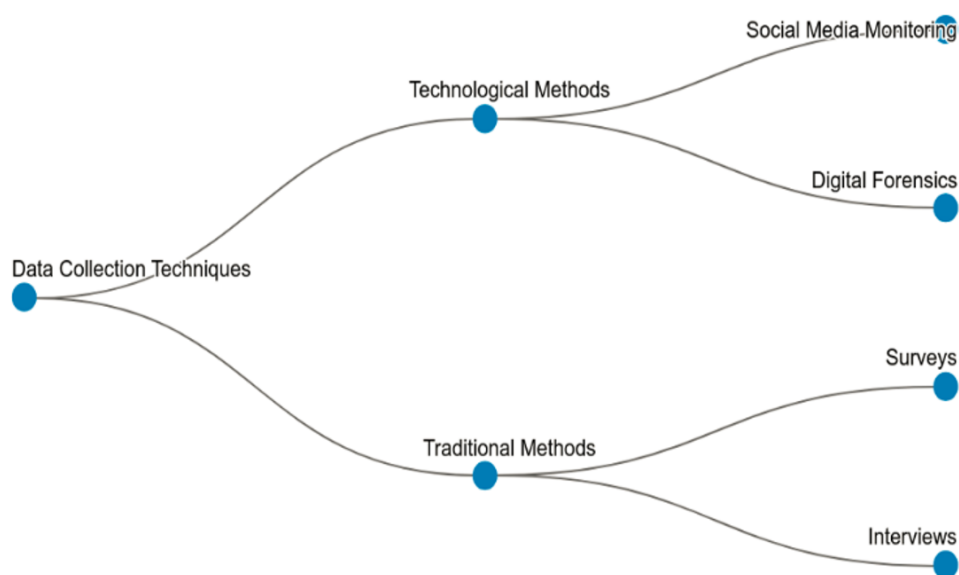 Social Media Monitoring
Technological Methods
Digital Forensics
Data Collection Techniques
Surveys
Traditional Methods
Interviews